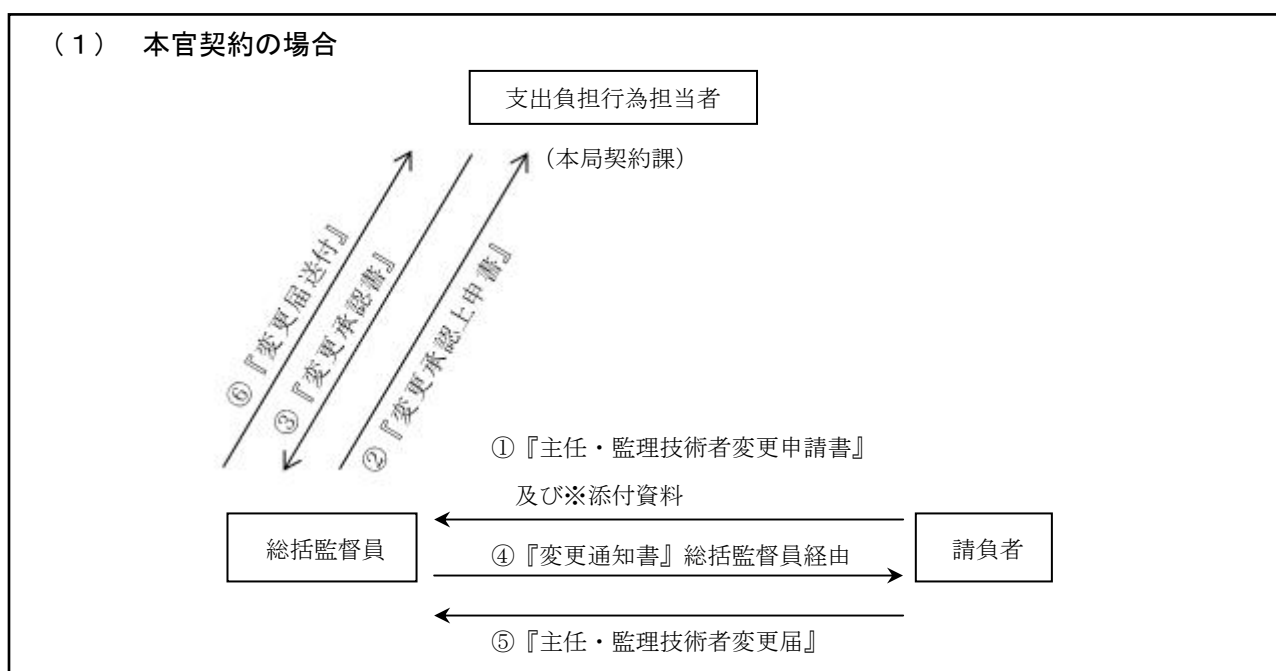 （１）　本官契約の場合
支出負担行為担当者
（本局契約課）
⑥『変更届送付』
③『変更承認書』
②『変更承認上申書』
①『主任・監理技術者変更申請書』
及び※添付資料
総括監督員
④『変更通知書』総括監督員経由
請負者
⑤『主任・監理技術者変更届』